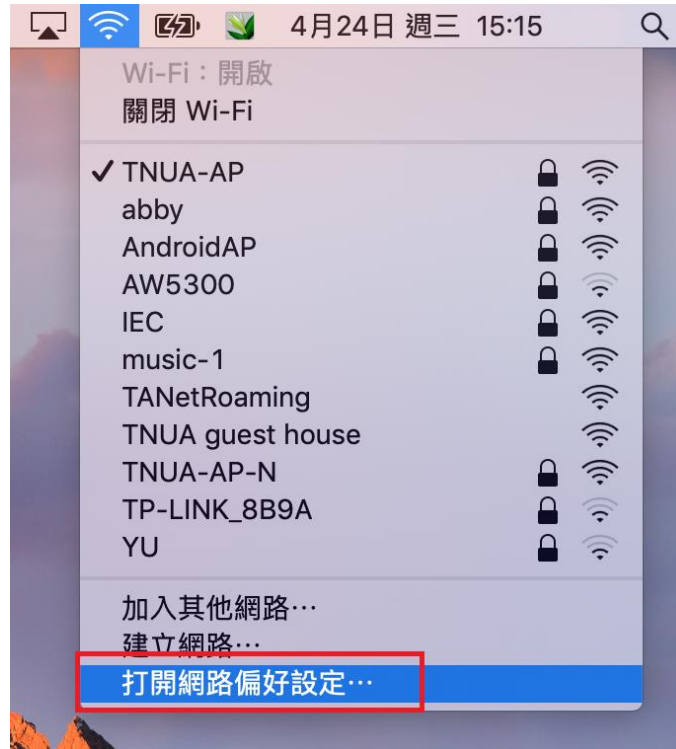 4月24日 週三 15:15
Wi-Fi：開啟
關閉 Wi-Fi
TNUA-AP
abby
AndroidAP
AW5300
IEC
music-1
TANetRoaming
TNUA guest house
TNUA-AP-N
TP-LINK_8B9A
YU
加入其他網路⋯
建立網路⋯
打開網路偏好設定⋯